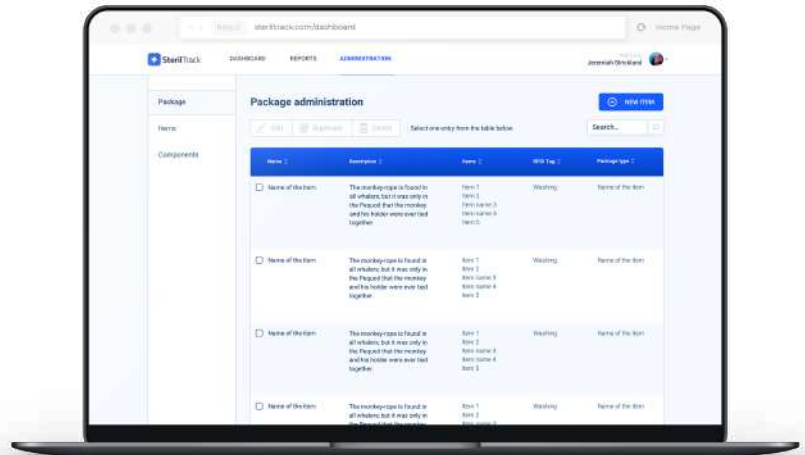 steriltrack.com/dashboard
Home Page
SterilTrack
DASHBOARD REPORTS ADMINISTRATION
Jeremiah Strickland
Package
Items
Components
Package administration
NEW ITEM
Edit Duplicate Delete
Select one entry from the table below.
Search...
Name Description Items RFID Tag Package type
Name of the item
The monkey-rope is found in
all whalers; but it was only in
the Pequod that the monkey
and his holder were ever tied
together.
Item 1
Item 2
Item name 3
Item name 4
Item 5
Washing
Name of the item
Name of the item
The monkey-rope is found in
all whalers; but it was only in
the Pequod that the monkey
and his holder were ever tied
together.
Item 1
Item 2
Item name 3
Item name 4
Item 5
Washing
Name of the item
Name of the item
The monkey-rope is found in
all whalers; but it was only in
the Pequod that the monkey
and his holder were ever tied
together.
Item 1
Item 2
Item name 3
Item name 4
Item 5
Washing
Name of the item
Name of the item
The monkey-rope is found in
all whalers; but it was only in
the Pequod that the monkey
Item 1
Item 2
Item name 3
Washing
Name of the item